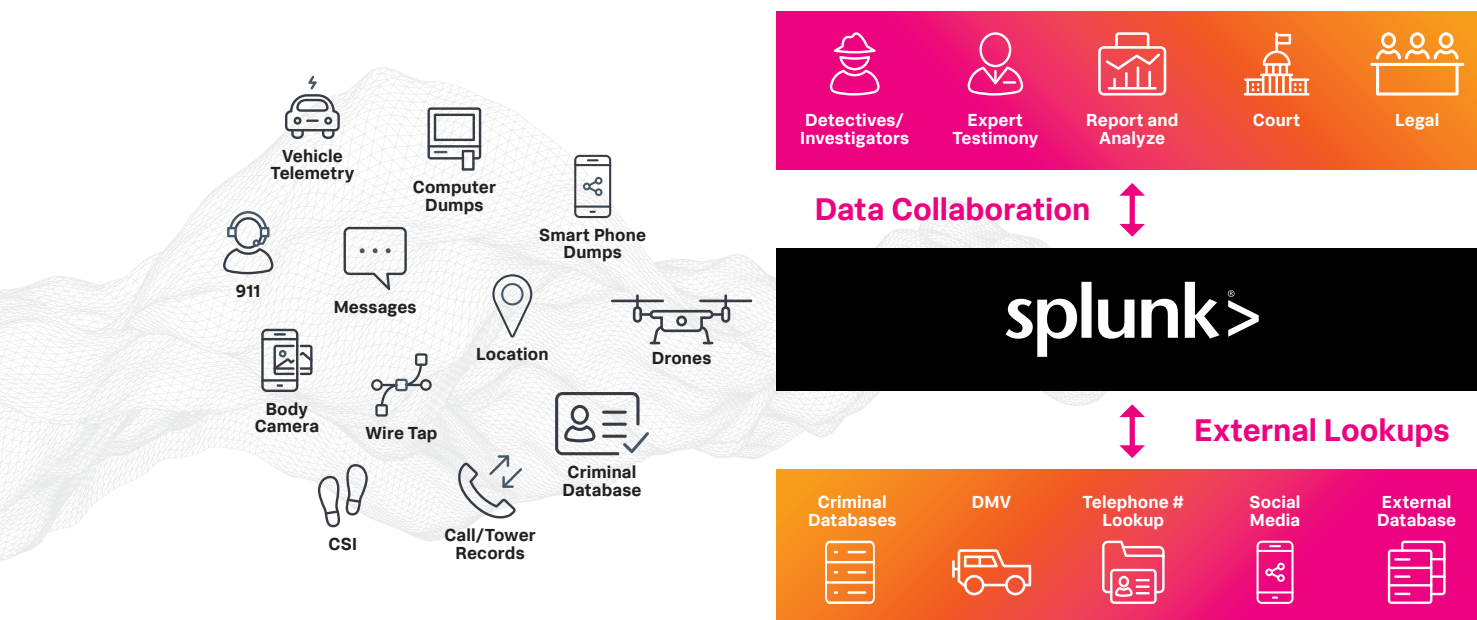 Vehicle
Telemetry
Computer
Dumps
Smart Phone
Dumps
911
Messages
Location
Drones
Body
Camera
Wire Tap
Criminal
Database
CSI
Call/Tower
Records
Detectives/
Investigators
Expert
Testimony
Report and
Analyze
Court
Legal
Data Collaboration
splunk>®
External Lookups
Criminal
Databases
DMV
Telephone #
Lookup
Social
Media
External
Database